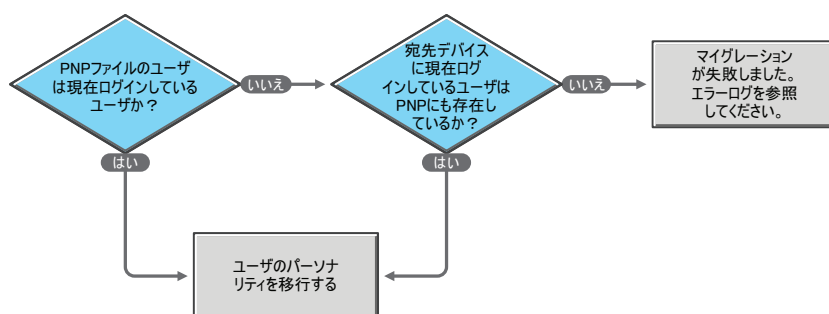 PNPファイルのユーザ
は現在ログインしている
ユーザか？
いいえ
宛先デバイス
に現在ログ
インしているユーザは
PNPにも存在し
ているか？
いいえ
マイグレーション
が失敗しました。
エラーログを参照
してください。
はい
はい
ユーザのパーソナ
リティを移行する